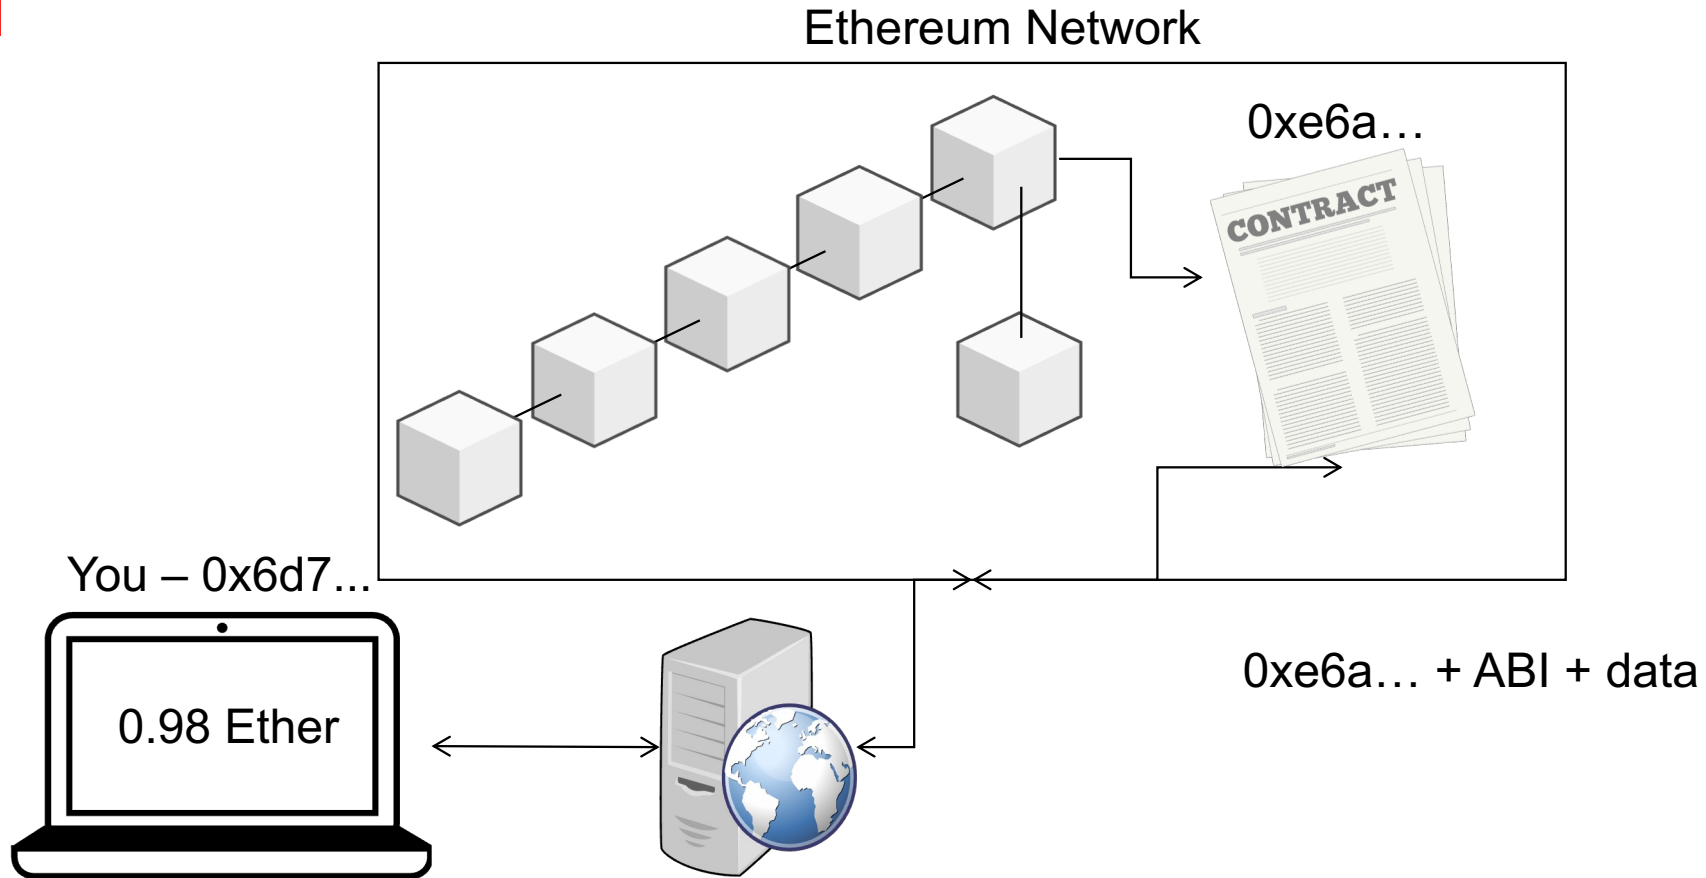 Ethereum Network
0xe6a…
CONTRACT
You – 0x6d7...
0.98 Ether
0xe6a… + ABI + data